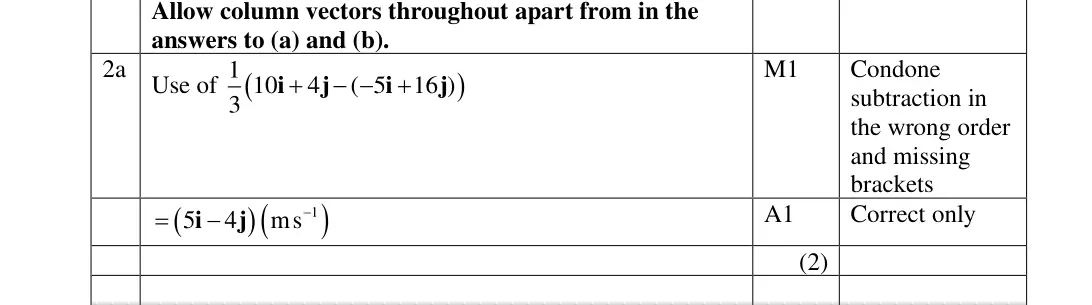 Allow column vectors throughout apart from in the
answers to (a) and (b).
2a Use of 1/3 (10i + 4j − (−5i + 16j)) M1 Condone
subtraction in
the wrong order
and missing
brackets
= (5i − 4j) (m s⁻¹) A1 Correct only
(2)